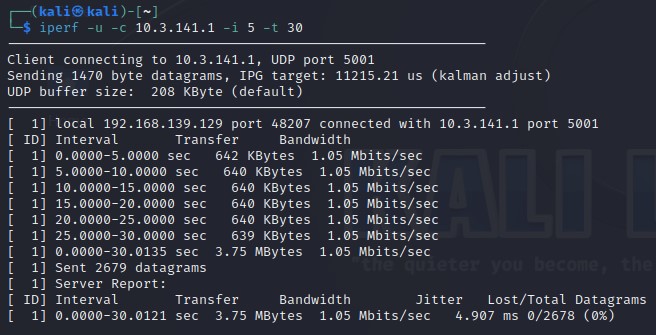 (kali㉿kali)-[~]
$ iperf -u -c 10.3.141.1 -i 5 -t 30
Client connecting to 10.3.141.1, UDP port 5001
Sending 1470 byte datagrams, IPG target: 11215.21 us (kalman adjust)
UDP buffer size:  208 KByte (default)
[  1] local 192.168.139.129 port 48207 connected with 10.3.141.1 port 5001
[ ID] Interval       Transfer     Bandwidth
[  1] 0.0000-5.0000 sec   642 KBytes  1.05 Mbits/sec
[  1] 5.0000-10.0000 sec   640 KBytes  1.05 Mbits/sec
[  1] 10.0000-15.0000 sec   640 KBytes  1.05 Mbits/sec
[  1] 15.0000-20.0000 sec   640 KBytes  1.05 Mbits/sec
[  1] 20.0000-25.0000 sec   640 KBytes  1.05 Mbits/sec
[  1] 25.0000-30.0000 sec   639 KBytes  1.05 Mbits/sec
[  1] 0.0000-30.0135 sec  3.75 MBytes  1.05 Mbits/sec
[  1] Sent 2679 datagrams
[  1] Server Report:
[ ID] Interval       Transfer     Bandwidth        Jitter   Lost/Total Datagrams
[  1] 0.0000-30.0121 sec  3.75 MBytes  1.05 Mbits/sec   4.907 ms 0/2678 (0%)
KALI
"the quieter you become, the